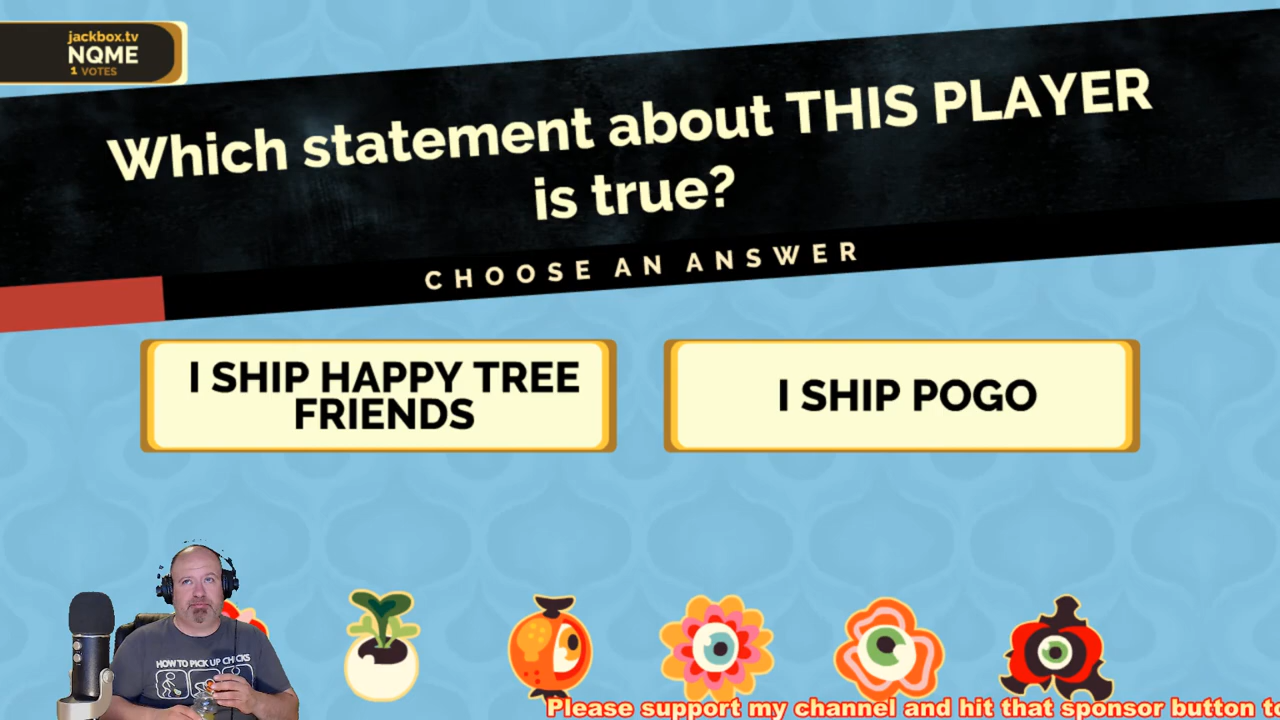 jackbox.tv
NQME
1 VOTES
Which statement about THIS PLAYER
is true?
CHOOSE AN ANSWER
I SHIP HAPPY TREE
FRIENDS
I SHIP POGO
HOW TO PICK UP CHICKS
Please support my channel and hit that sponsor button to